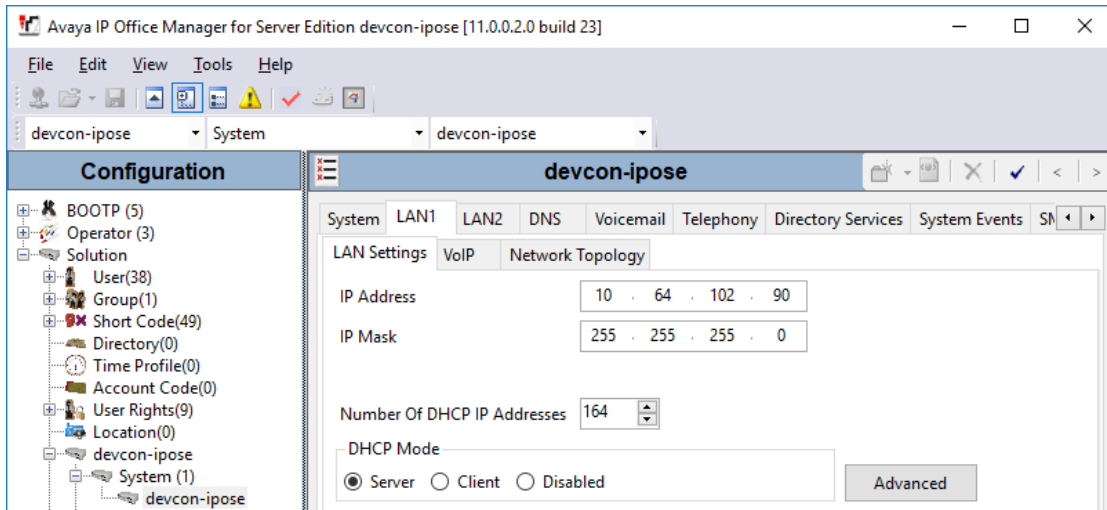 Avaya IP Office Manager for Server Edition devcon-ipose [11.0.0.2.0 build 23]
File Edit View Tools Help
devcon-ipose System devcon-ipose
Configuration
devcon-ipose
BOOTP (5)
Operator (3)
Solution
User(38)
Group(1)
Short Code(49)
Directory(0)
Time Profile(0)
Account Code(0)
User Rights(9)
Location(0)
devcon-ipose
System (1)
devcon-ipose
System LAN1 LAN2 DNS Voicemail Telephony Directory Services System Events
LAN Settings VoIP Network Topology
IP Address 10 . 64 . 102 . 90
IP Mask 255 . 255 . 255 . 0
Number Of DHCP IP Addresses 164
DHCP Mode
Server Client Disabled
Advanced